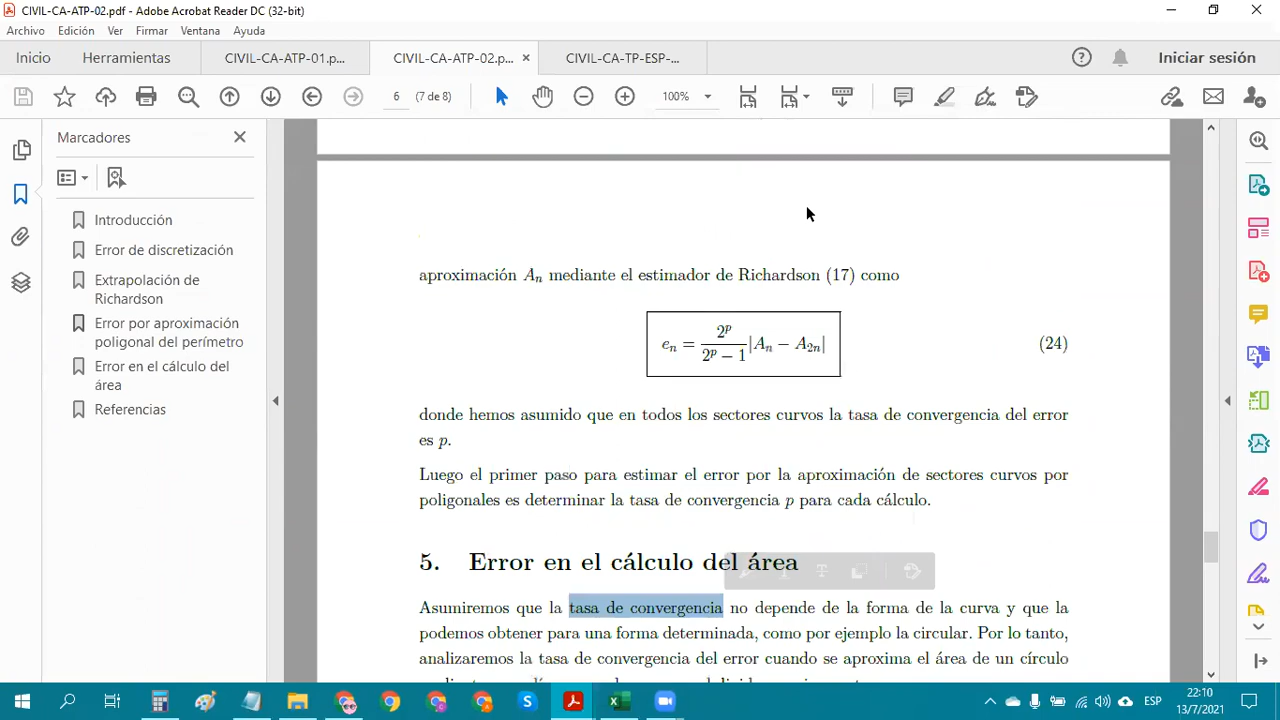 CIVIL-CA-ATP-02.pdf - Adobe Acrobat Reader DC (32-bit)
Archivo Edición Ver Firmar Ventana Ayuda
Inicio Herramientas CIVIL-CA-ATP-01.p... CIVIL-CA-ATP-02.p... × CIVIL-CA-TP-ESP-... Iniciar sesión
6 (7 de 8) 100%
Marcadores
Introducción
Error de discretización
Extrapolación de
Richardson
Error por aproximación
poligonal del perímetro
Error en el cálculo del
área
Referencias
aproximación Aₙ mediante el estimador de Richardson (17) como
eₙ = 2ᵖ / (2ᵖ − 1) |Aₙ − A₂ₙ| (24)
donde hemos asumido que en todos los sectores curvos la tasa de convergencia del error
es p.
Luego el primer paso para estimar el error por la aproximación de sectores curvos por
poligonales es determinar la tasa de convergencia p para cada cálculo.
5. Error en el cálculo del área
Asumiremos que la tasa de convergencia no depende de la forma de la curva y que la
podemos obtener para una forma determinada, como por ejemplo la circular. Por lo tanto,
analizaremos la tasa de convergencia del error cuando se aproxima el área de un círculo
ESP
22:10
13/7/2021